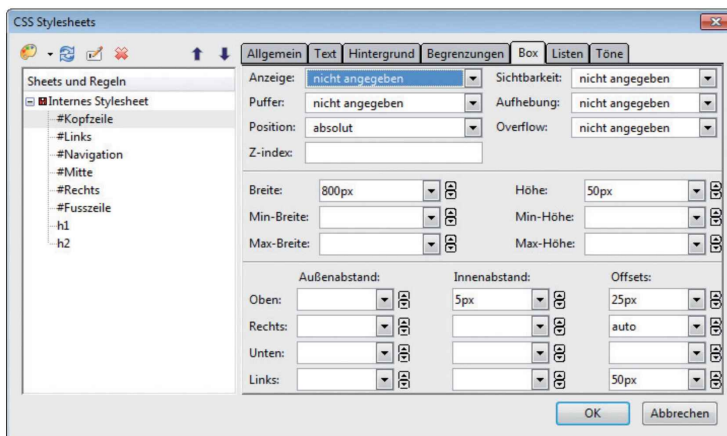 CSS Stylesheets
Allgemein Text Hintergrund Begrenzungen Box Listen Töne
Sheets und Regeln
Internes Stylesheet
#Kopfzeile
#Links
#Navigation
#Mitte
#Rechts
#Fusszeile
h1
h2
Anzeige: nicht angegeben Sichtbarkeit: nicht angegeben
Puffer: nicht angegeben Aufhebung: nicht angegeben
Position: absolut Overflow: nicht angegeben
Z-index:
Breite: 800px Höhe: 50px
Min-Breite: Min-Höhe:
Max-Breite: Max-Höhe:
Außenabstand: Innenabstand: Offsets:
Oben: 5px 25px
Rechts: auto
Unten:
Links: 50px
OK Abbrechen